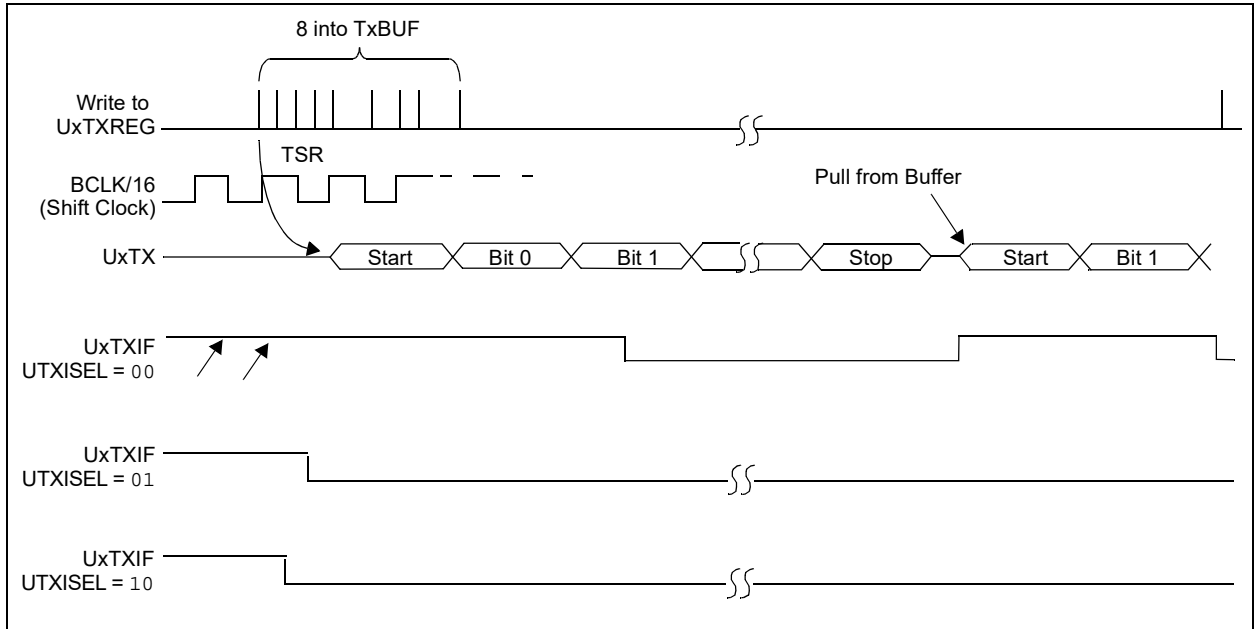 8 into TxBUF
Write to
UxTXREG
TSR
BCLK/16
(Shift Clock)
Pull from Buffer
UxTX
Start
Bit 0
Bit 1
Stop
Start
Bit 1
UxTXIF
UTXISEL = 00
UxTXIF
UTXISEL = 01
UxTXIF
UTXISEL = 10